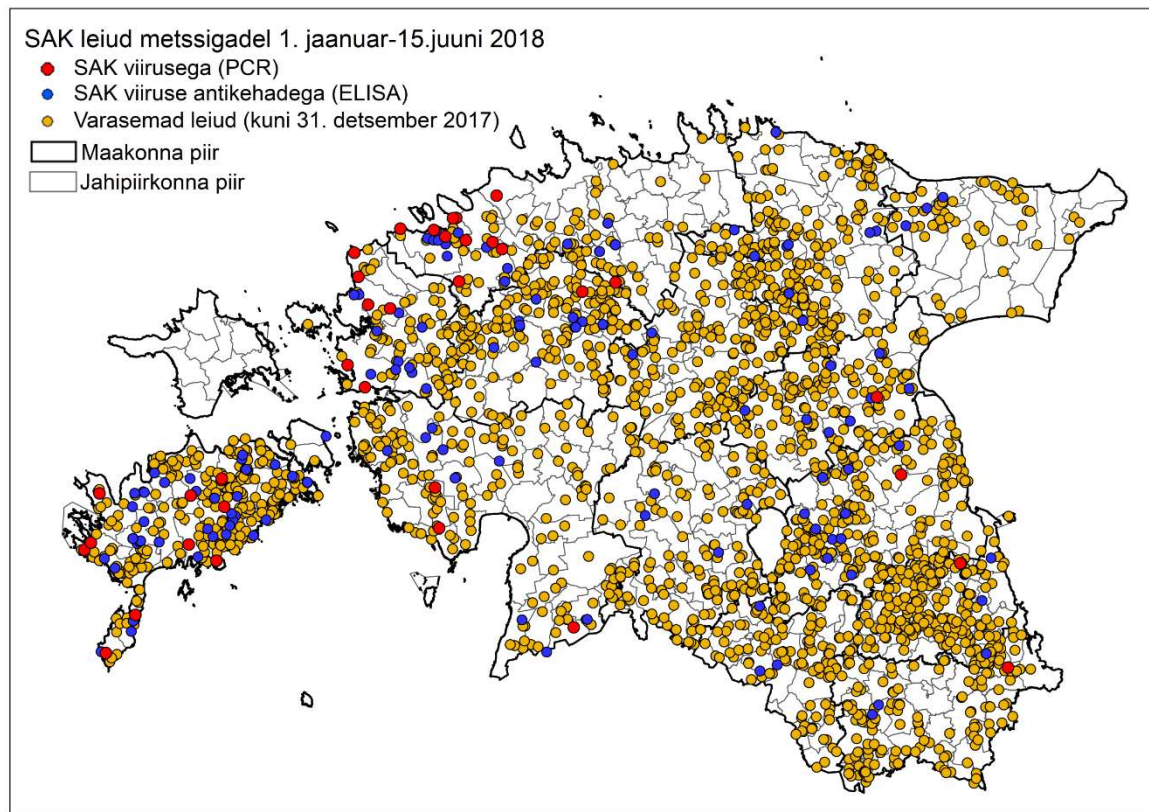 SAK leiud metssigadel 1. jaanuar-15.juuni 2018
SAK viirusega (PCR)
SAK viiruse antikehadega (ELISA)
Varasemad leiud (kuni 31. detsember 2017)
Maakonna piir
Jahipiirkonna piir